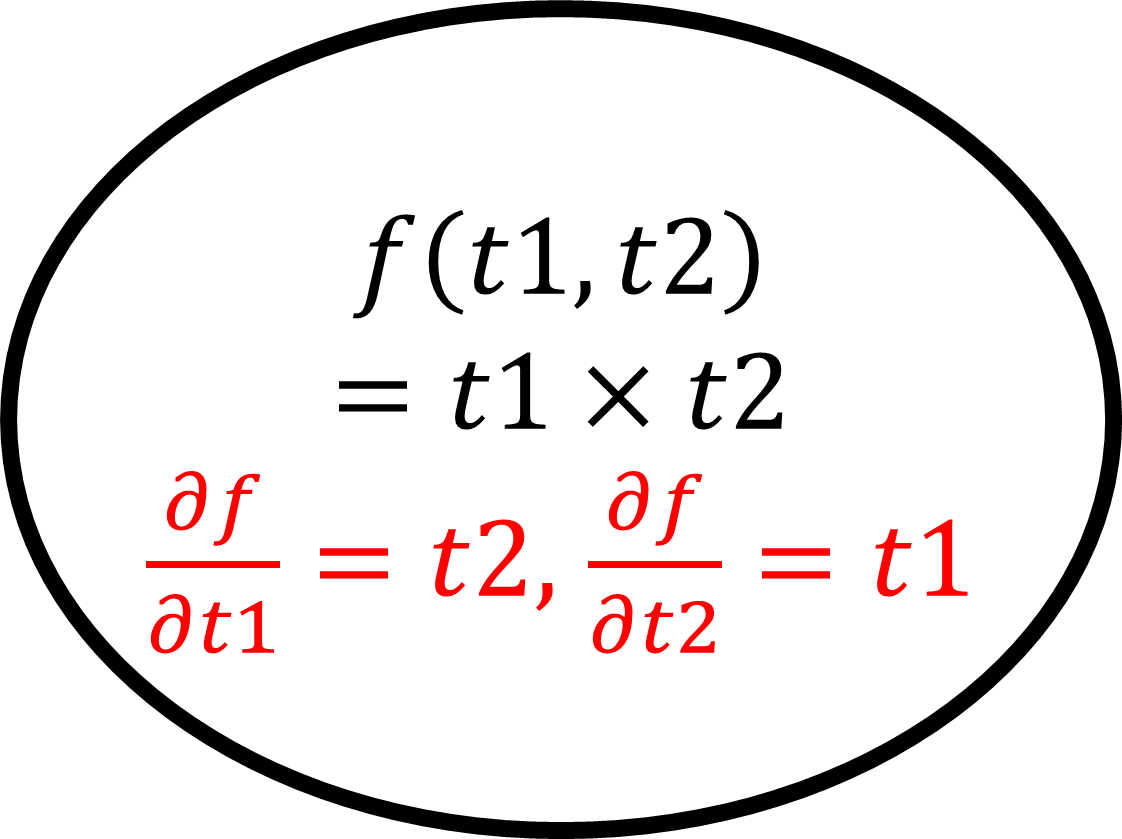 f(t1, t2)
= t1 × t2
∂f/∂t1 = t2, ∂f/∂t2 = t1